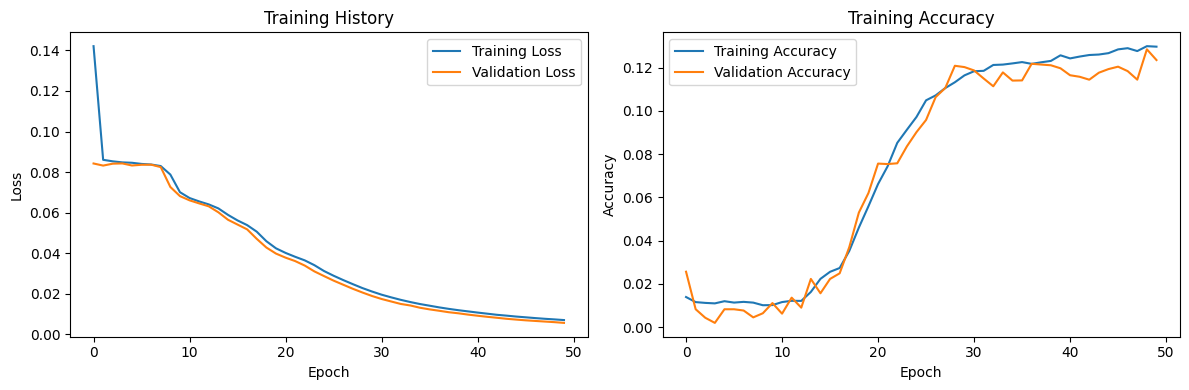 Training History
Training Loss
Validation Loss
Loss
0.14
0.12
0.10
0.08
0.06
0.04
0.02
0.00
0 10 20 30 40 50
Epoch
Training Accuracy
Training Accuracy
Validation Accuracy
Accuracy
0.12
0.10
0.08
0.06
0.04
0.02
0.00
0 10 20 30 40 50
Epoch